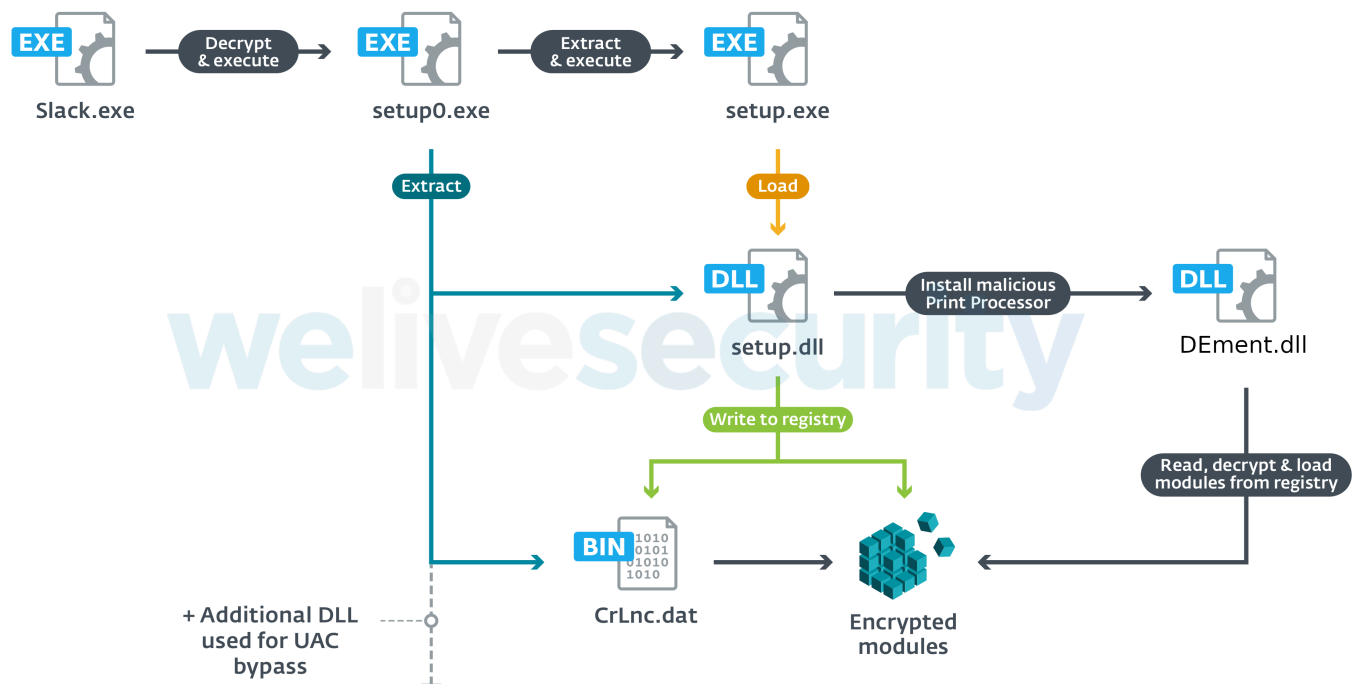 EXE
Decrypt
& execute
EXE
Extract
& execute
EXE
Slack.exe
setup0.exe
setup.exe
Extract
Load
DLL
Install malicious
Print Processor
DLL
welivesecurity
setup.dll
DEment.dll
Write to registry
Read, decrypt & load
modules from registry
BIN
1010
0101
01010
1010
CrLnc.dat
Encrypted
modules
+ Additional DLL
used for UAC
bypass